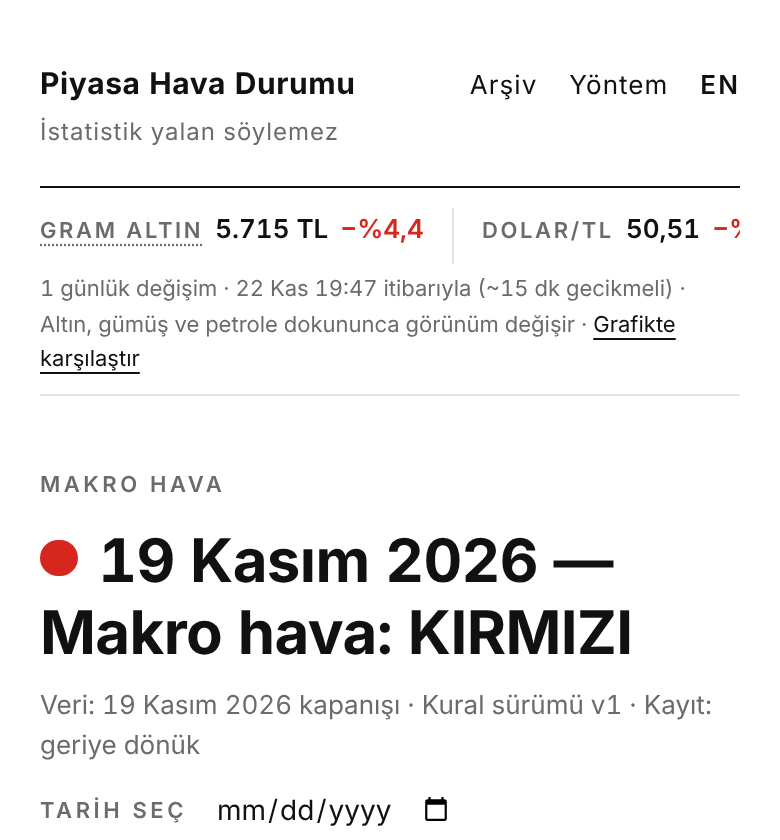 Piyasa Hava Durumu
Arşiv Yöntem EN
İstatistik yalan söylemez
GRAM ALTIN 5.715 TL −%4,4 DOLAR/TL 50,51 −%
1 günlük değişim · 22 Kas 19:47 itibarıyla (~15 dk gecikmeli) ·
Altın, gümüş ve petrole dokununca görünüm değişir · Grafikte
karşılaştır
MAKRO HAVA
19 Kasım 2026 —
Makro hava: KIRMIZI
Veri: 19 Kasım 2026 kapanışı · Kural sürümü v1 · Kayıt:
geriye dönük
TARİH SEÇ mm/dd/yyyy